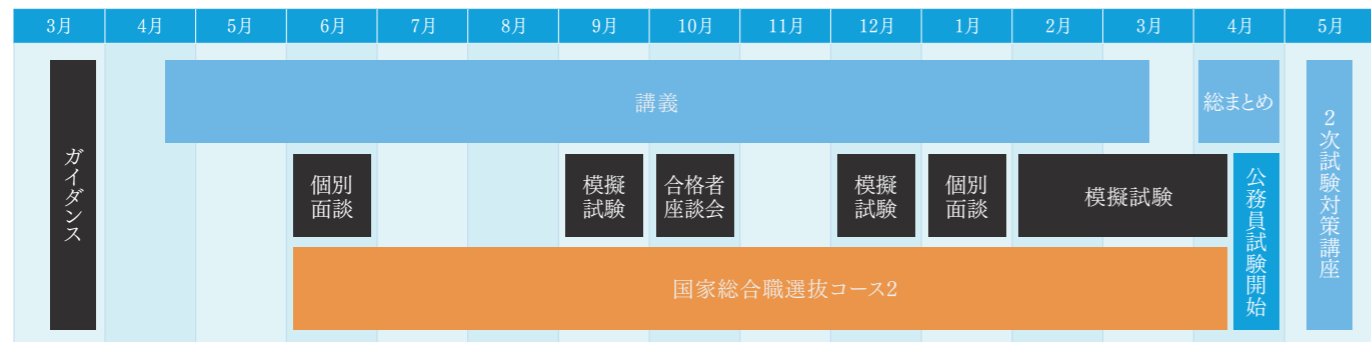 3月 4月 5月 6月 7月 8月 9月 10月 11月 12月 1月 2月 3月 4月 5月
ガイダンス
講義
総まとめ
2次試験対策講座
個別
面談
模擬
試験
合格者
座談会
模擬
試験
個別
面談
模擬試験
公務員試験開始
国家総合職選抜コース2